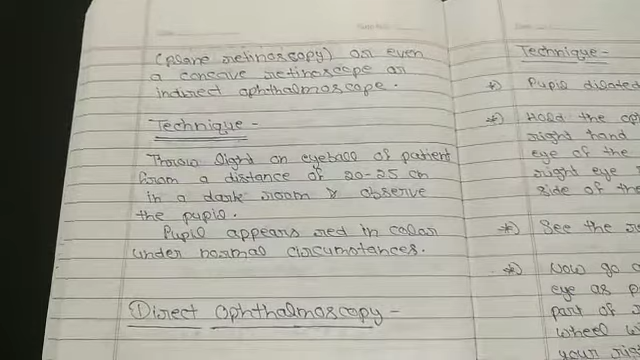 (plane retinoscopy) or even
a concave retinoscope or
indirect ophthalmoscope.
Technique -
Throw light on eyeball of patient
from a distance of 20-25 cm
in a dark room & observe
the pupil.
Pupil appears red in color
under normal circumstances.
Direct ophthalmoscopy -
Technique -
*) Pupil dilated
*) Hold the
right hand
eye of the
right eye
side of the
*) See the
*) Now go
eye as
part of
wheel
your